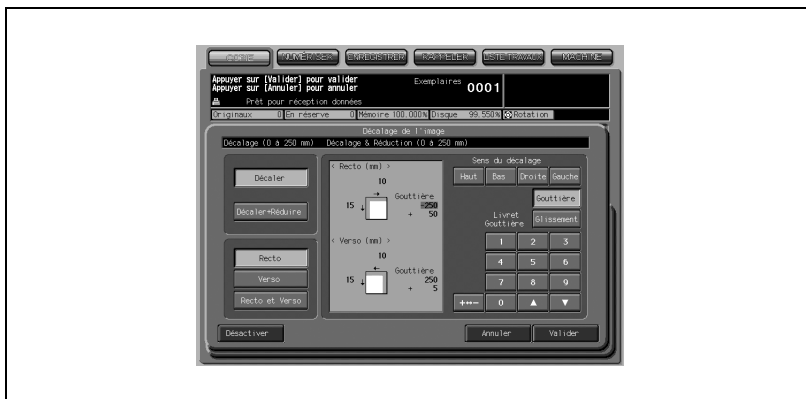 COPIE NUMÉRISER ENREGISTRER RAPPELER LISTE TRAVAUX MACHINE
Appuyer sur [Valider] pour valider
Appuyer sur [Annuler] pour annuler
Exemplaires 0001
Prêt pour réception données
Originaux 0 En réserve 0 Mémoire 100.000% Disque 99.550% Rotation
Décalage de l'image
Décalage (0 à 250 mm) Décalage & Réduction (0 à 250 mm)
Décaler
Décaler+Réduire
Recto
Verso
Recto et Verso
< Recto (mm) >
10
→
15 ↓
Gouttière
-250
+ 50
< Verso (mm) >
10
←
15 ↓
Gouttière
250
+ 5
Sens du décalage
Haut Bas Droite Gauche
Gouttière
Livret Gouttière
Glissement
1 2 3
4 5 6
7 8 9
+↔- 0 ▲ ▼
Désactiver Annuler Valider